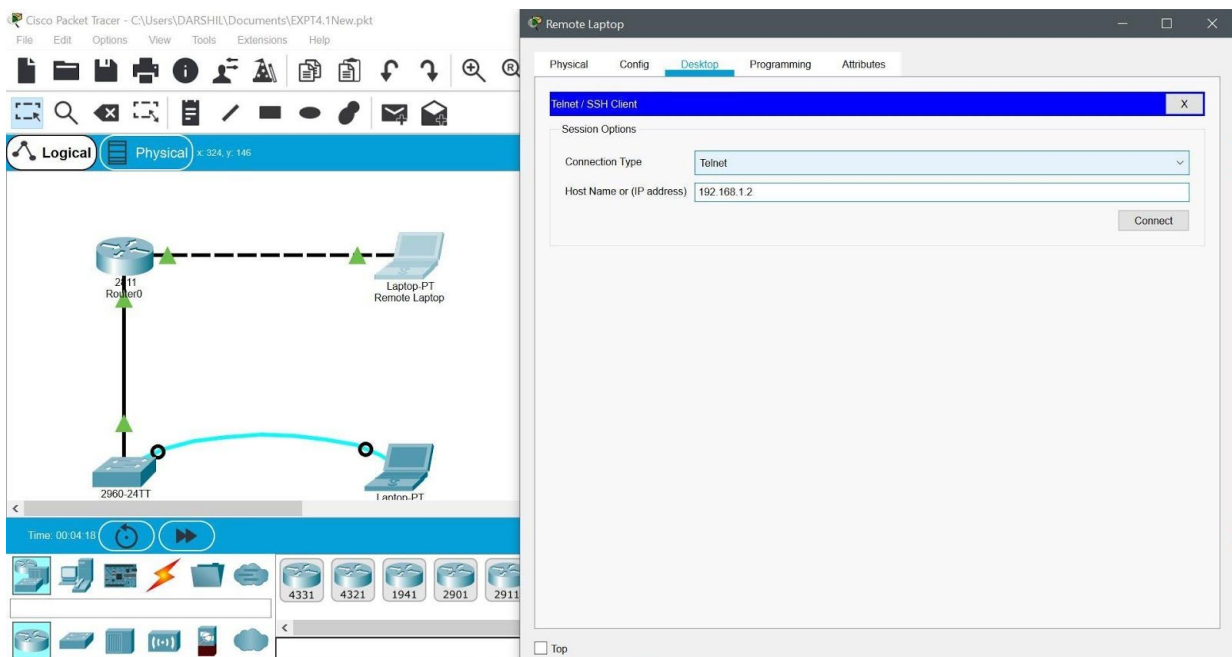 Cisco Packet Tracer - C:\Users\DARSHIL\Documents\EXPT4.1New.pkt
File Edit Options View Tools Extensions Help
Logical
Physical
x: 324, y: 146
2811
Router0
Laptop-PT
Remote Laptop
2960-24TT
Laptop-PT
Time: 00:04:18
4331 4321 1941 2901 2911
Remote Laptop
Physical Config Desktop Programming Attributes
Telnet / SSH Client X
Session Options
Connection Type Telnet
Host Name or (IP address) 192.168.1.2
Connect
Top